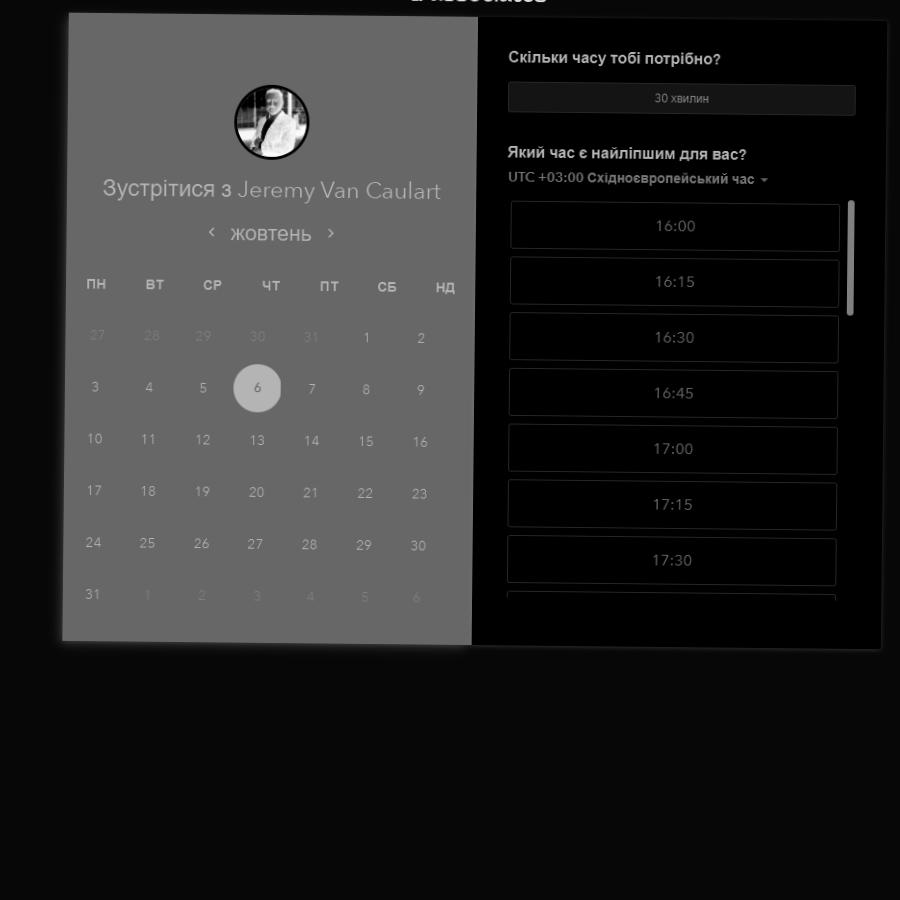 Зустрітися з Jeremy Van Caulart
жовтень
ПН ВТ СР ЧТ ПТ СБ НД
27 28 29 30 31 1 2
3 4 5 6 7 8 9
10 11 12 13 14 15 16
17 18 19 20 21 22 23
24 25 26 27 28 29 30
31 1 2 3 4 5 6
Скільки часу тобі потрібно?
30 хвилин
Який час є найліпшим для вас?
UTC +03:00 Східноєвропейський час
16:00
16:15
16:30
16:45
17:00
17:15
17:30